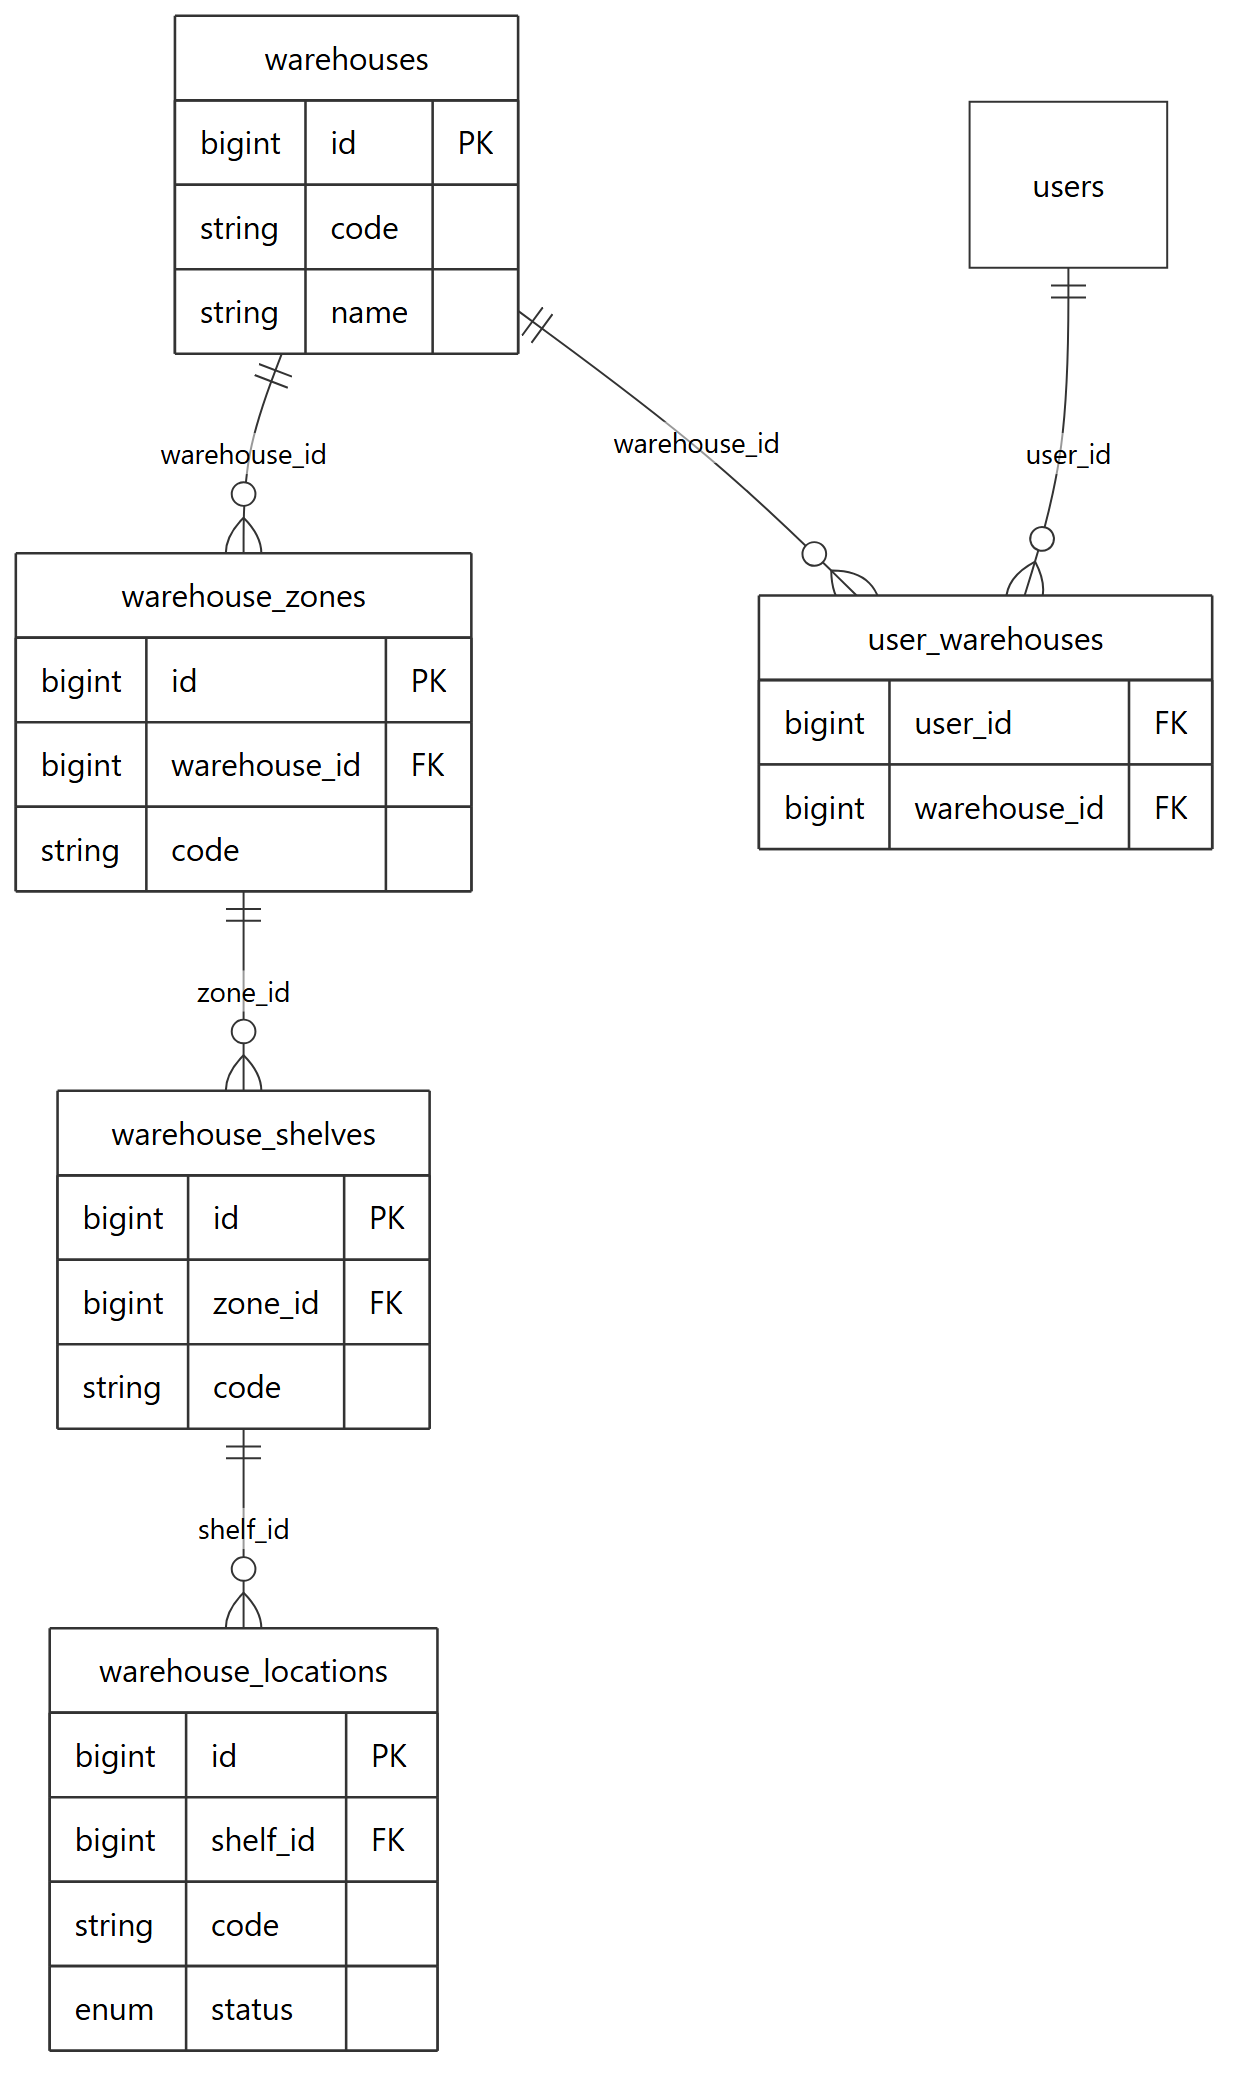 warehouses
bigint id PK
string code
string name
users
warehouse_id
warehouse_id
user_id
warehouse_zones
bigint id PK
bigint warehouse_id FK
string code
user_warehouses
bigint user_id FK
bigint warehouse_id FK
zone_id
warehouse_shelves
bigint id PK
bigint zone_id FK
string code
shelf_id
warehouse_locations
bigint id PK
bigint shelf_id FK
string code
enum status